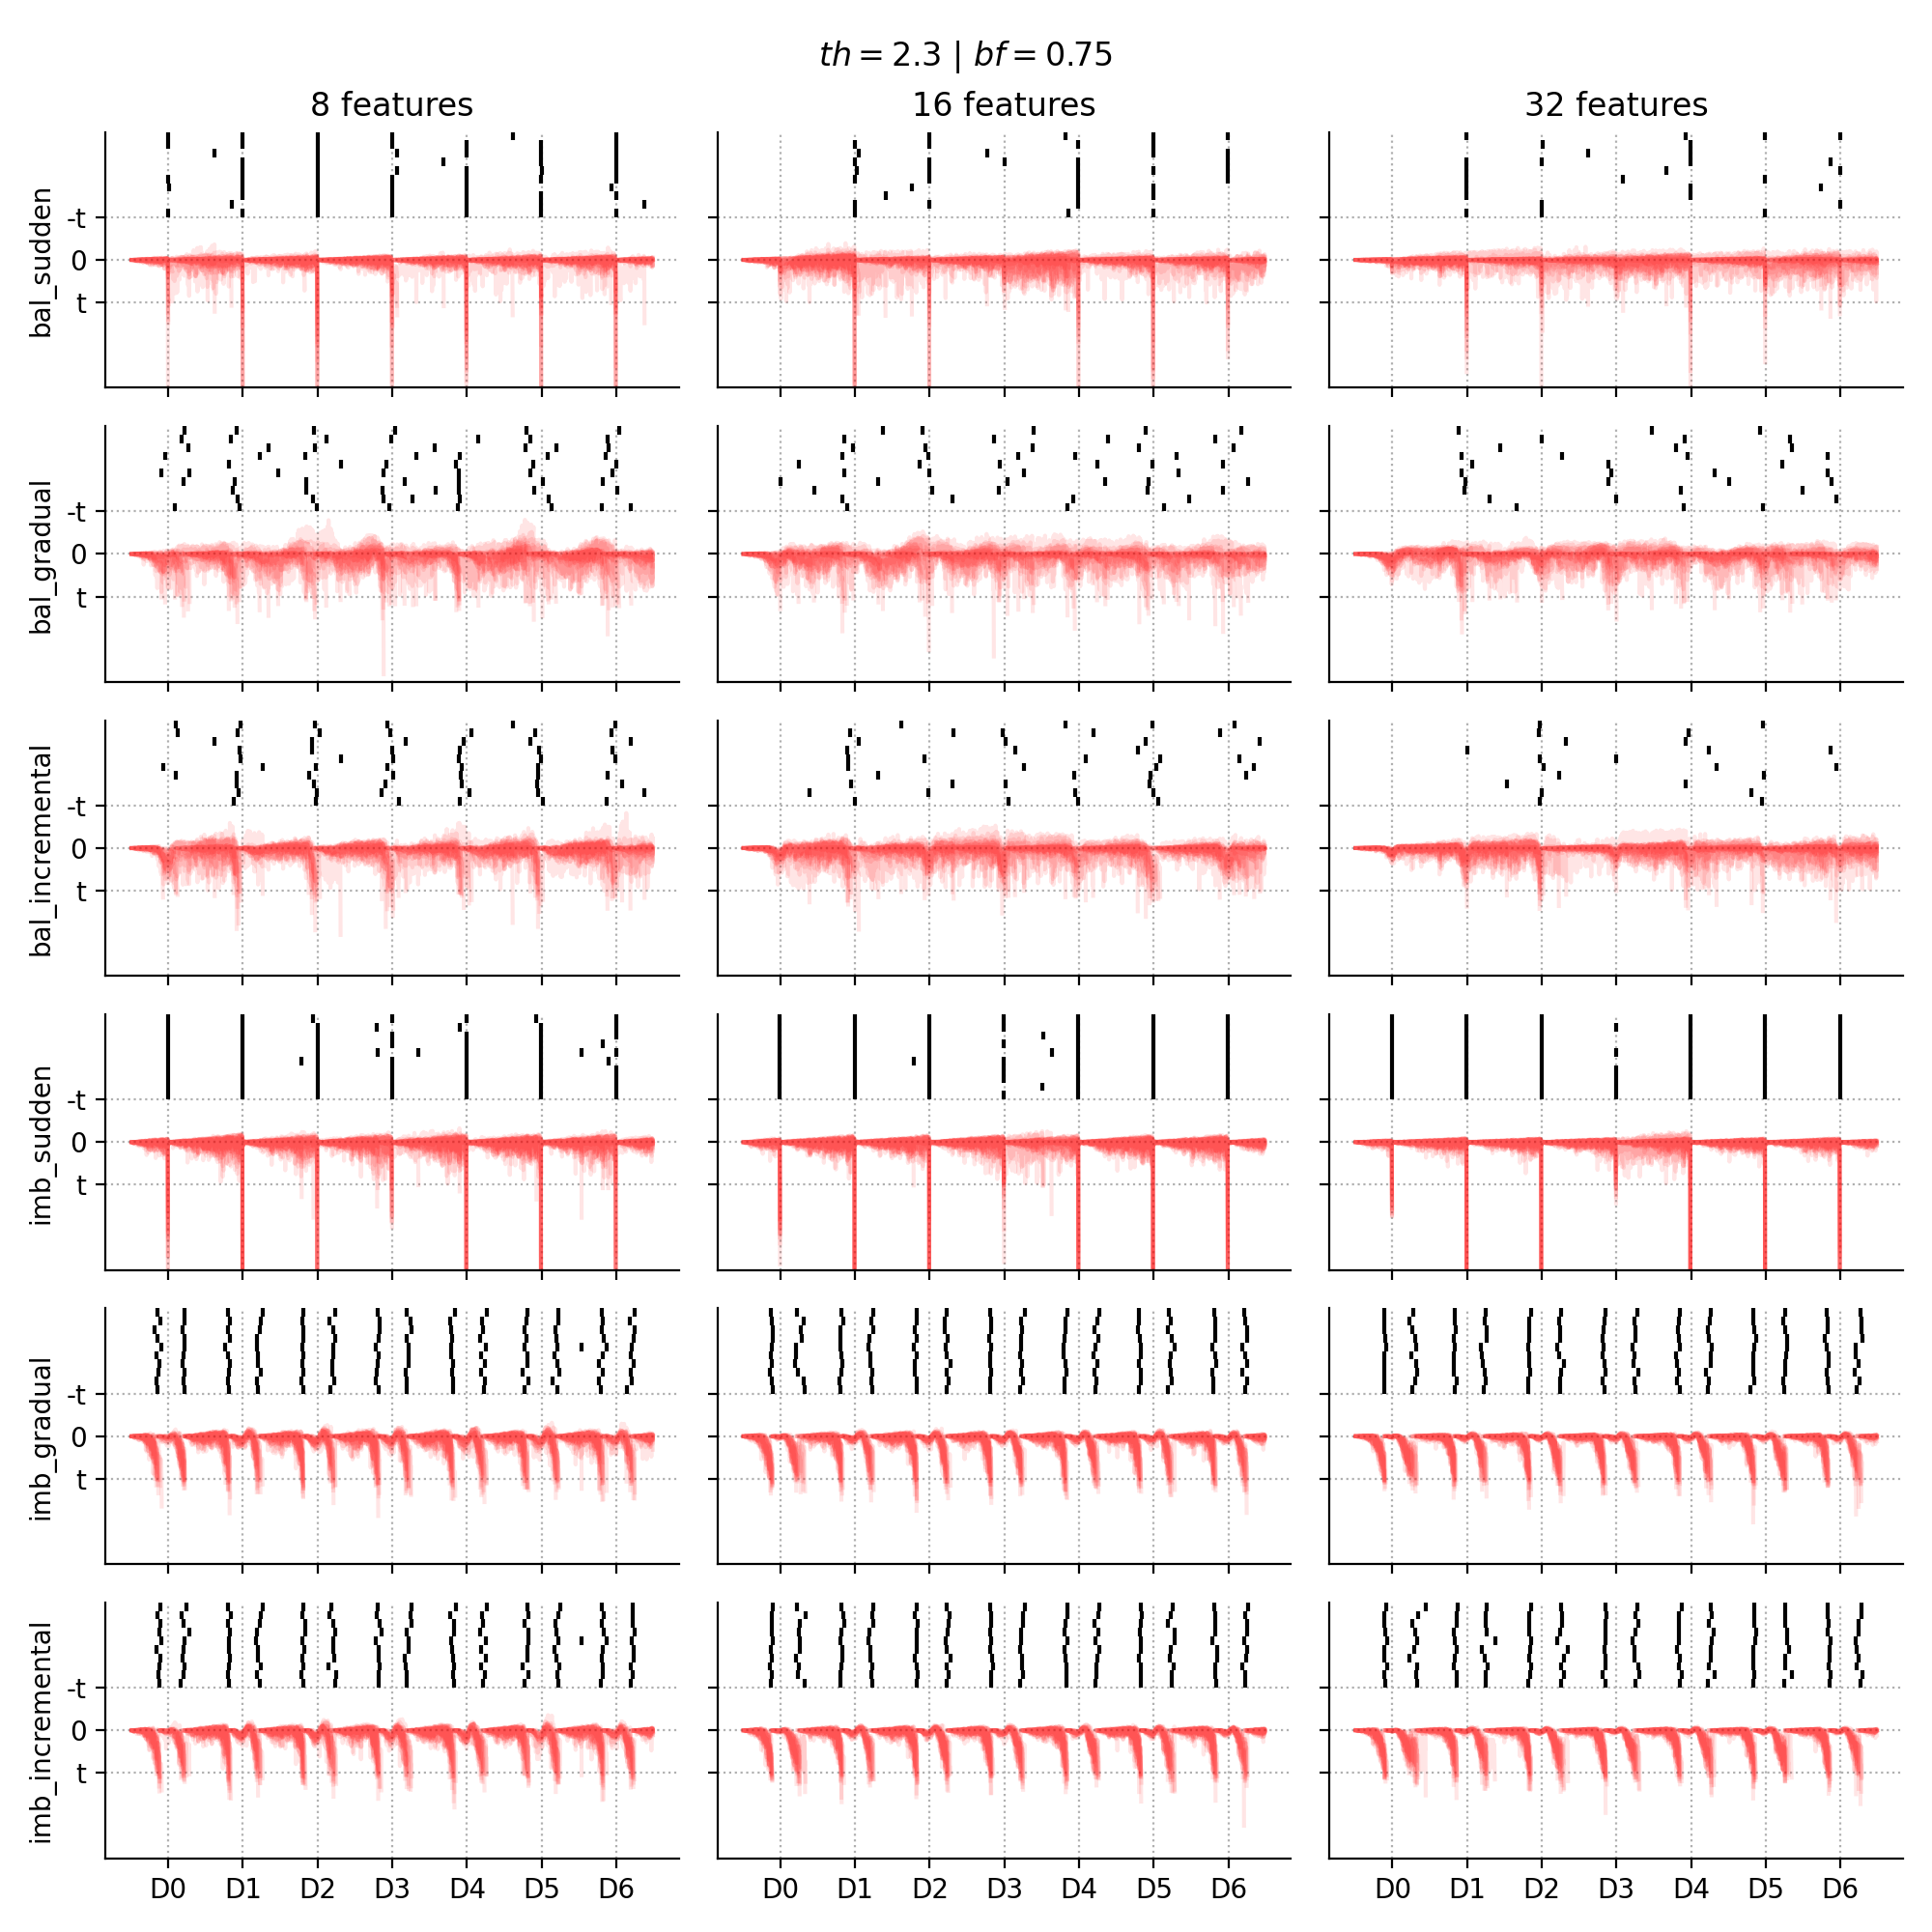 th = 2.3 | bf = 0.75
8 features 16 features 32 features
bal_sudden
-t
0
t
bal_gradual
-t
0
t
bal_incremental
-t
0
t
imb_sudden
-t
0
t
imb_gradual
-t
0
t
imb_incremental
-t
0
t
D0 D1 D2 D3 D4 D5 D6 D0 D1 D2 D3 D4 D5 D6 D0 D1 D2 D3 D4 D5 D6